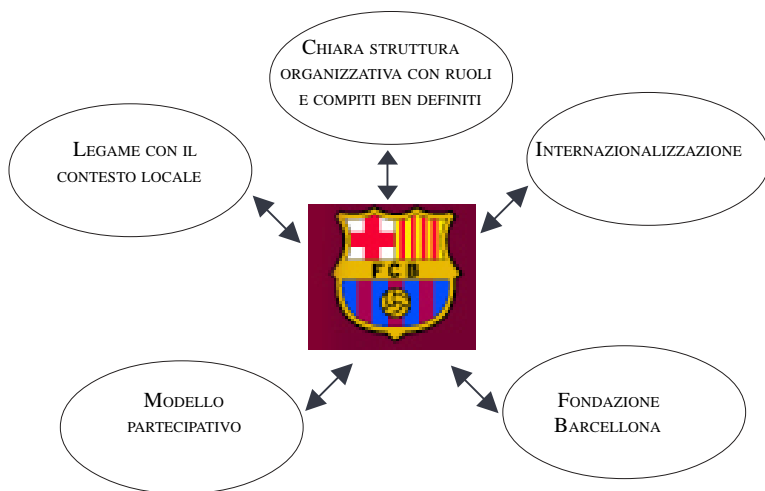 Chiara struttura
organizzativa con ruoli
e compiti ben definiti
Legame con il
contesto locale
Internazionalizzazione
FCB
Modello
partecipativo
Fondazione
Barcellona